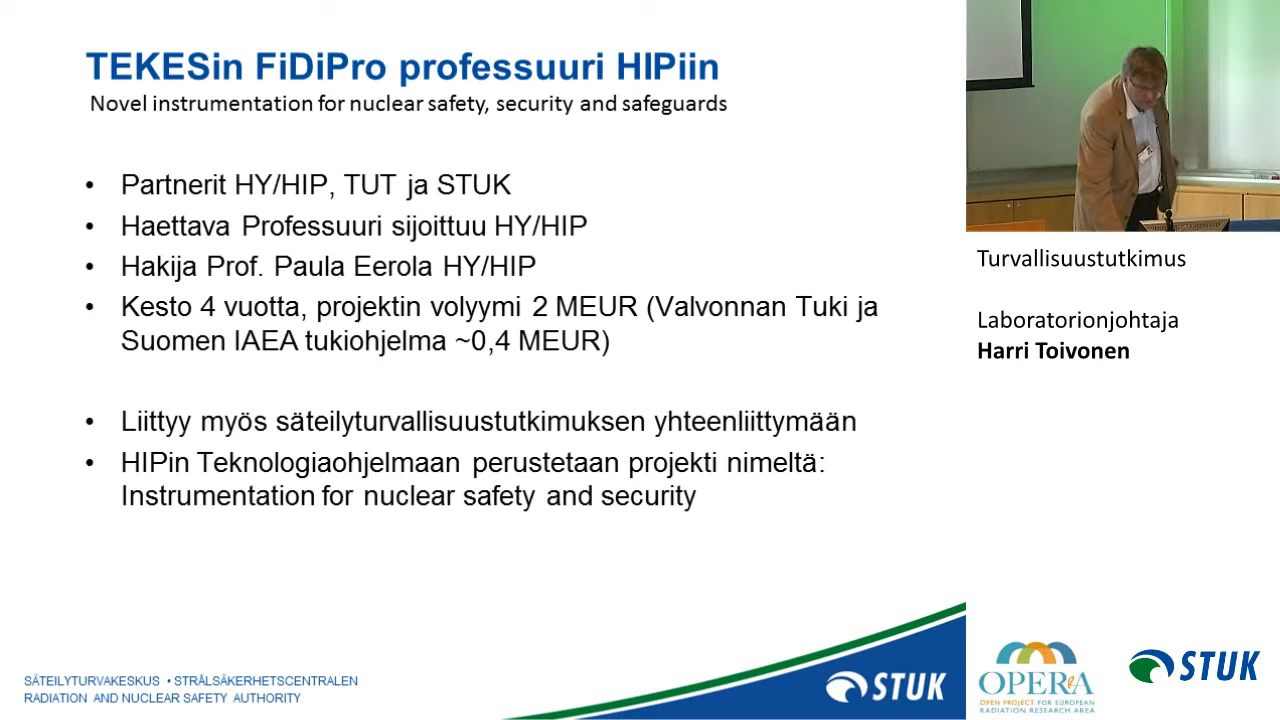 TEKESin FiDiPro professuuri HIPiin
Novel instrumentation for nuclear safety, security and safeguards
• Partnerit HY/HIP, TUT ja STUK
• Haettava Professuuri sijoittuu HY/HIP
• Hakija Prof. Paula Eerola HY/HIP
• Kesto 4 vuotta, projektin volyymi 2 MEUR (Valvonnan Tuki ja
Suomen IAEA tukiohjelma ~0,4 MEUR)
• Liittyy myös säteilyturvallisuustutkimuksen yhteenliittymään
• HIPin Teknologiaohjelmaan perustetaan projekti nimeltä:
Instrumentation for nuclear safety and security
SÄTEILYTURVAKESKUS • STRÅLSÄKERHETSCENTRALEN
RADIATION AND NUCLEAR SAFETY AUTHORITY
STUK
Turvallisuustutkimus
Laboratorionjohtaja
Harri Toivonen
OPERRA
OPEN PROJECT FOR EUROPEAN
RADIATION RESEARCH AREA
STUK